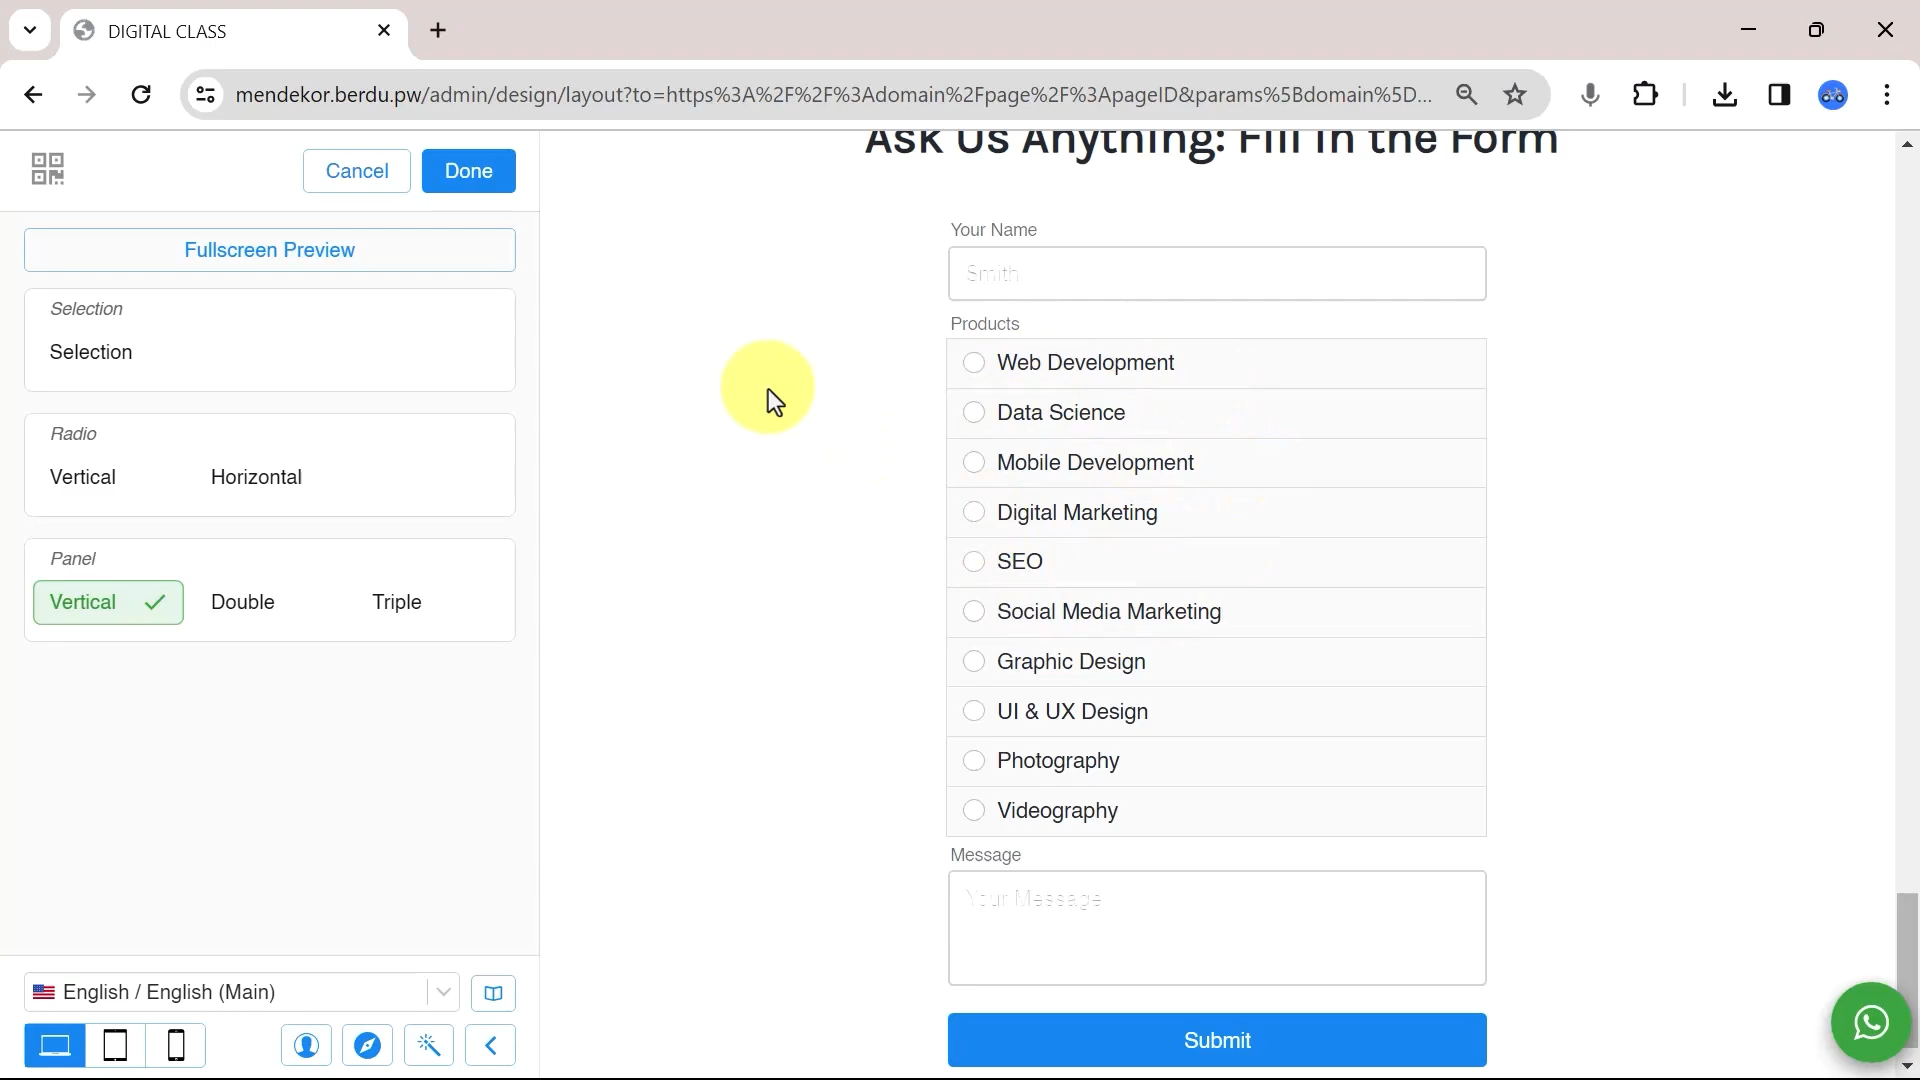 DIGITAL CLASS
mendekor.berdu.pw/admin/design/layout?to=https%3A%2F%2F%3Adomain%2Fpage%2F%3ApageID&params%5Bdomain%5D...
Cancel
Done
Fullscreen Preview
Selection
Selection
Radio
Vertical Horizontal
Panel
Vertical Double Triple
English / English (Main)
Ask Us Anything: Fill in the Form
Your Name
Smith
Products
Web Development
Data Science
Mobile Development
Digital Marketing
SEO
Social Media Marketing
Graphic Design
UI & UX Design
Photography
Videography
Message
Your Message
Submit